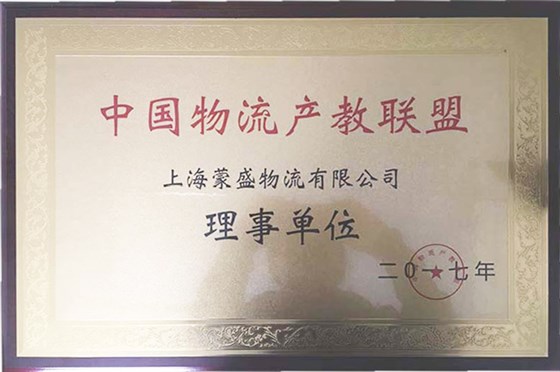 中国物流产教联盟
上海蒙盛物流有限公司
理事单位
二〇一七年